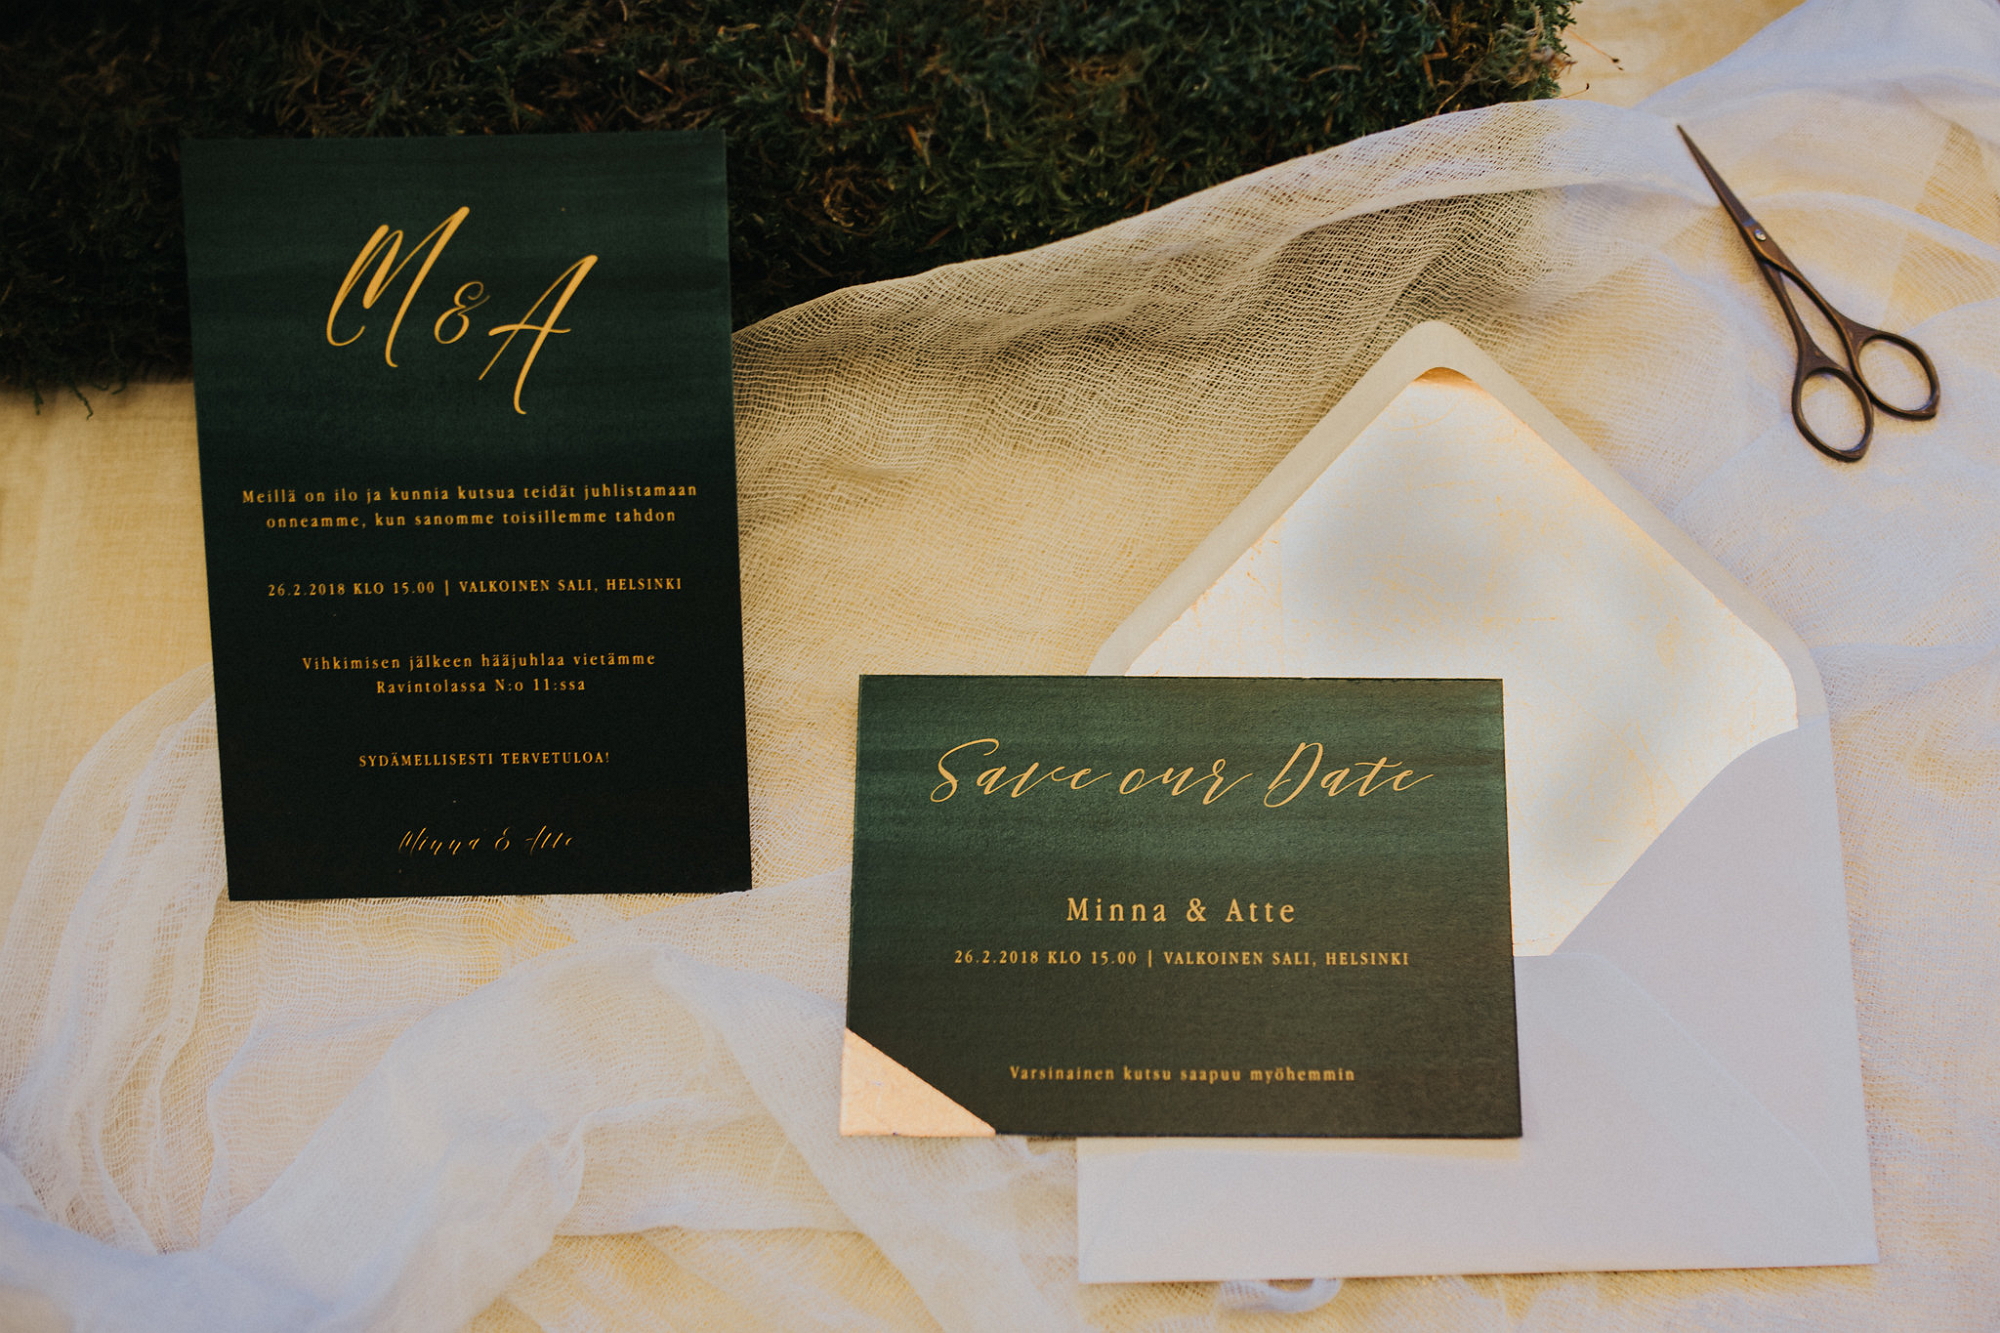 M & A
Meillä on ilo ja kunnia kutsua teidät juhlistamaan
onneamme, kun sanomme toisillemme tahdon
26.2.2018 KLO 15.00 | VALKOINEN SALI, HELSINKI
Vihkimisen jälkeen hääjuhlaa vietämme
Ravintolassa N:o 11:ssa
SYDÄMELLISESTI TERVETULOA!
Minna & Atte
Save our Date
Minna & Atte
26.2.2018 KLO 15.00 | VALKOINEN SALI, HELSINKI
Varsinainen kutsu saapuu myöhemmin